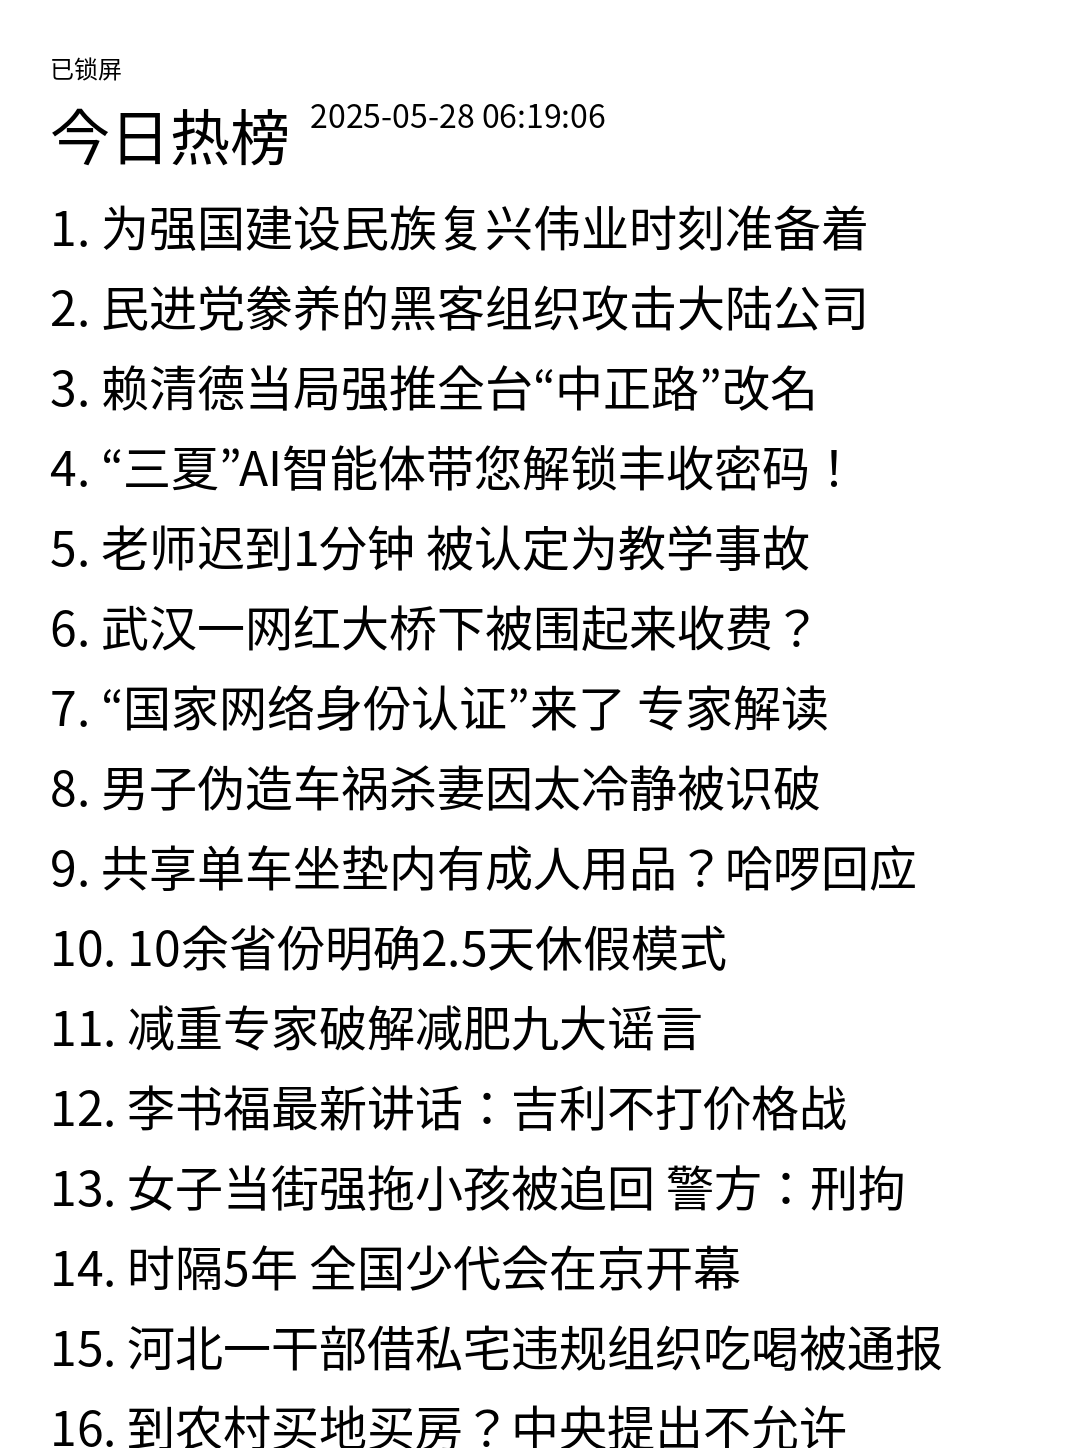 已锁屏
今日热榜 2025-05-28 06:19:06
1. 为强国建设民族复兴伟业时刻准备着
2. 民进党豢养的黑客组织攻击大陆公司
3. 赖清德当局强推全台“中正路”改名
4. “三夏”AI智能体带您解锁丰收密码！
5. 老师迟到1分钟 被认定为教学事故
6. 武汉一网红大桥下被围起来收费？
7. “国家网络身份认证”来了 专家解读
8. 男子伪造车祸杀妻因太冷静被识破
9. 共享单车坐垫内有成人用品？哈啰回应
10. 10余省份明确2.5天休假模式
11. 减重专家破解减肥九大谣言
12. 李书福最新讲话：吉利不打价格战
13. 女子当街强拖小孩被追回 警方：刑拘
14. 时隔5年 全国少代会在京开幕
15. 河北一干部借私宅违规组织吃喝被通报
16. 到农村买地买房？中央提出不允许